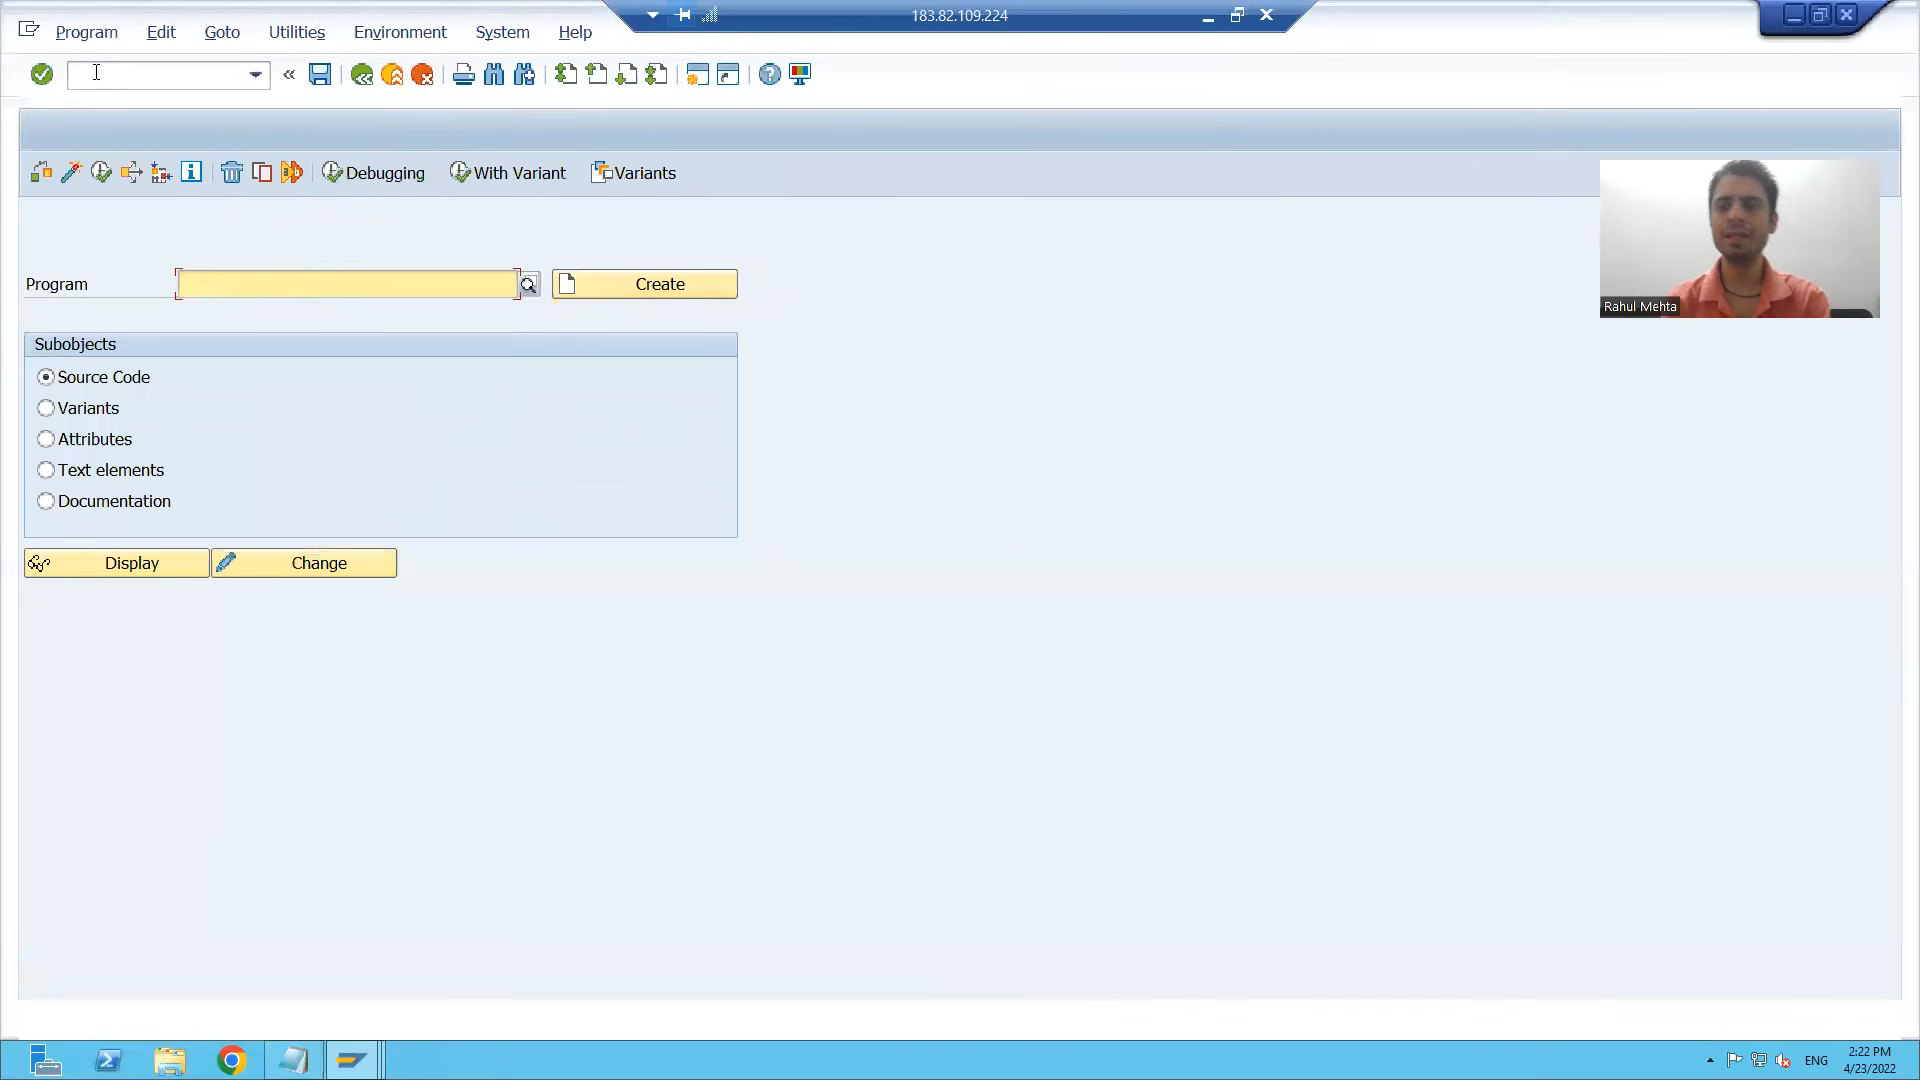 183.82.109.224
Program Edit Goto Utilities Environment System Help
Debugging With Variant Variants
Program Create
Rahul Mehta
Subobjects
Source Code
Variants
Attributes
Text elements
Documentation
Display Change
ENG
2:22 PM
4/23/2022